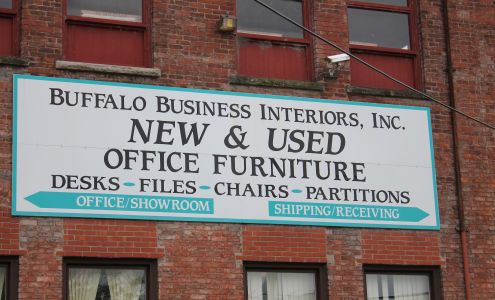 BUFFALO BUSINESS INTERIORS, INC.
NEW & USED
OFFICE FURNITURE
DESKS - FILES - CHAIRS - PARTITIONS
OFFICE/SHOWROOM
SHIPPING/RECEIVING